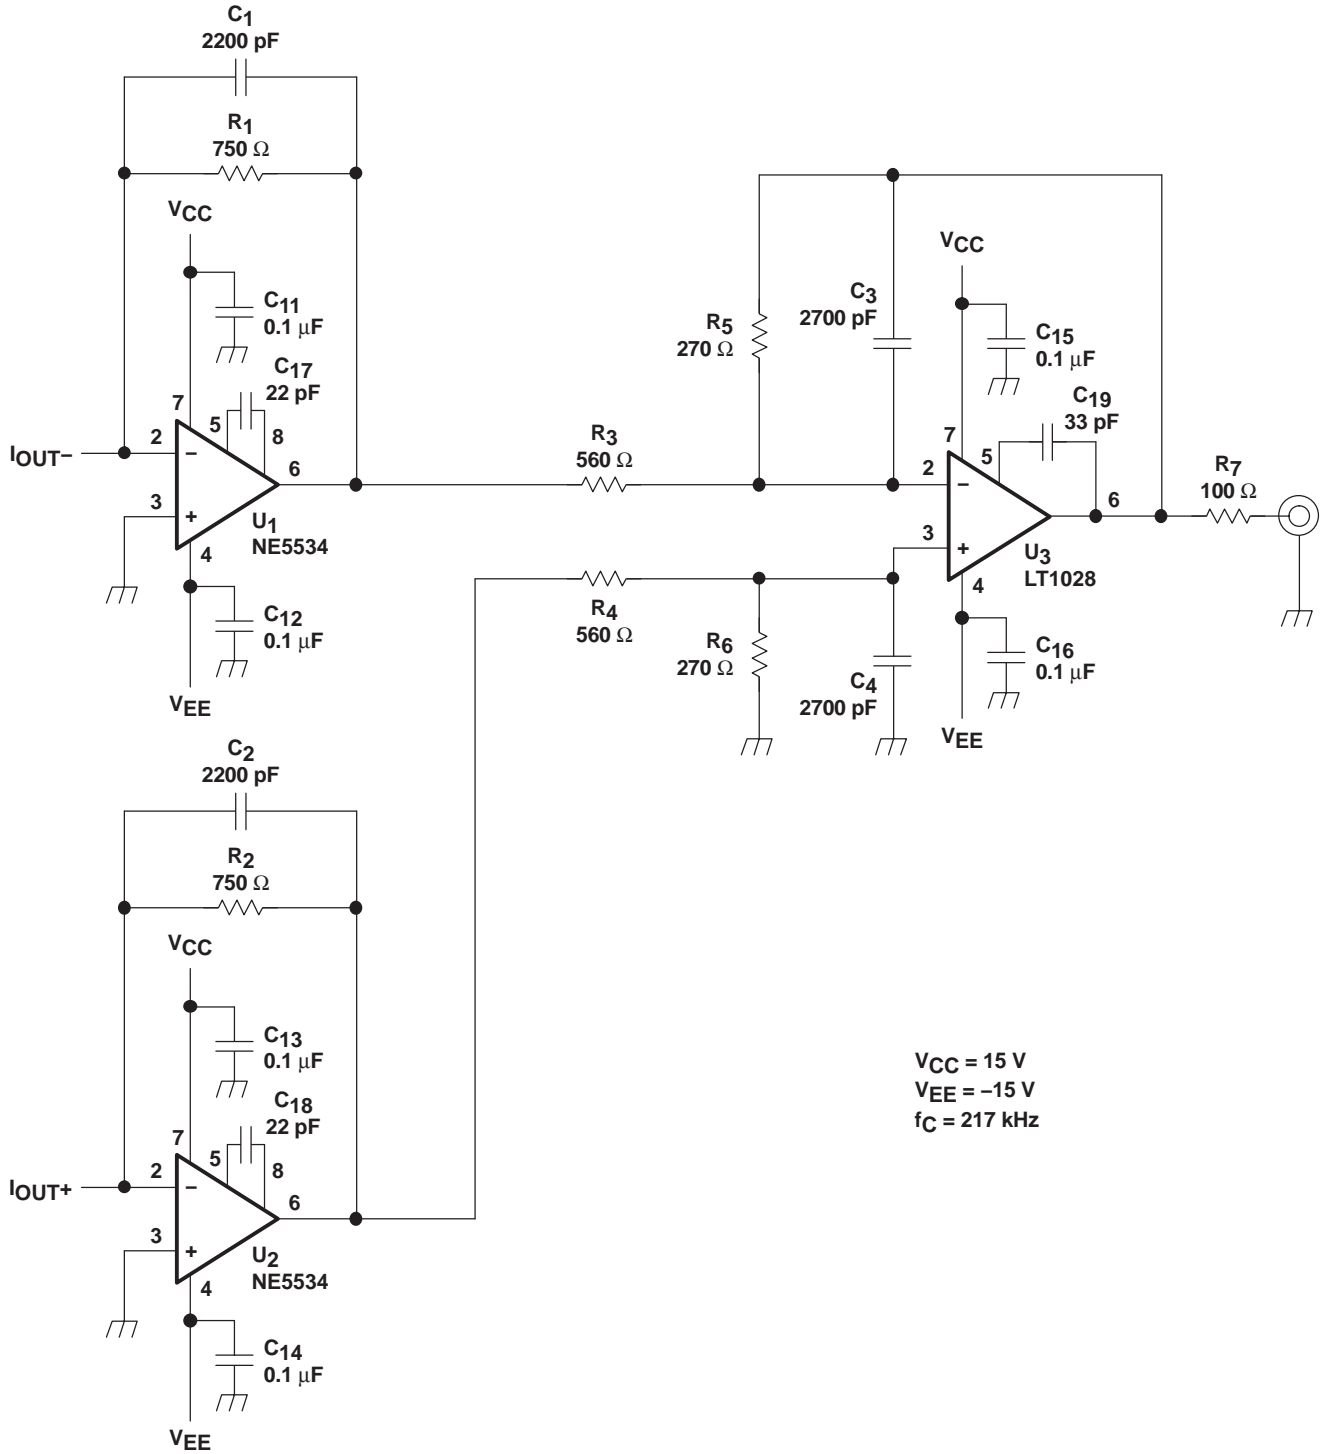 C1
2200 pF
R1
750 Ω
VCC
C11
0.1 μF
C17
22 pF
7
5
8
2
IOUT–
–
6
3
+
U1
NE5534
4
C12
0.1 μF
VEE
R3
560 Ω
R5
270 Ω
C3
2700 pF
VCC
C15
0.1 μF
C19
33 pF
7
5
2
–
6
3
+
U3
LT1028
4
R7
100 Ω
R4
560 Ω
R6
270 Ω
C4
2700 pF
C16
0.1 μF
VEE
C2
2200 pF
R2
750 Ω
VCC
C13
0.1 μF
C18
22 pF
7
5
8
2
IOUT+
–
6
3
+
U2
NE5534
4
C14
0.1 μF
VEE
VCC = 15 V
VEE = –15 V
fC = 217 kHz